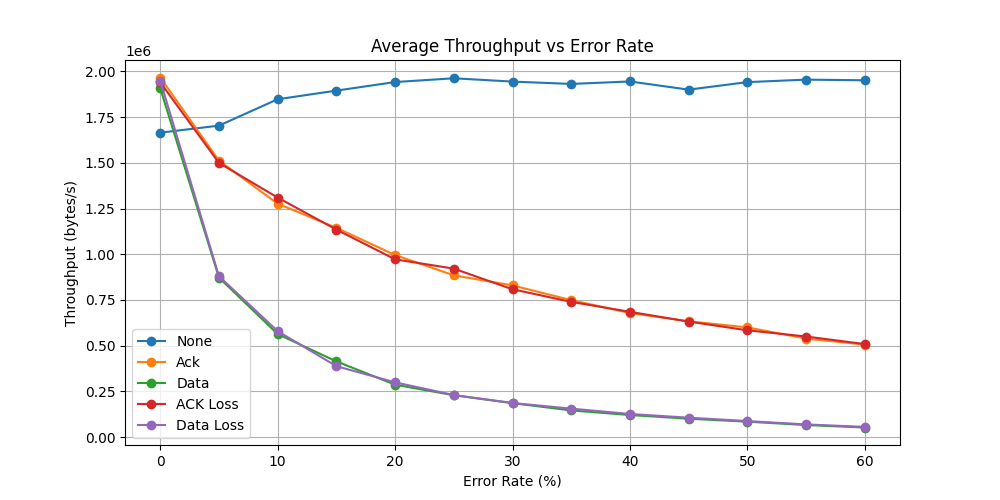 Average Throughput vs Error Rate
1e6
2.00
1.75
1.50
1.25
1.00
0.75
0.50
0.25
0.00
Throughput (bytes/s)
None
Ack
Data
ACK Loss
Data Loss
0 10 20 30 40 50 60
Error Rate (%)